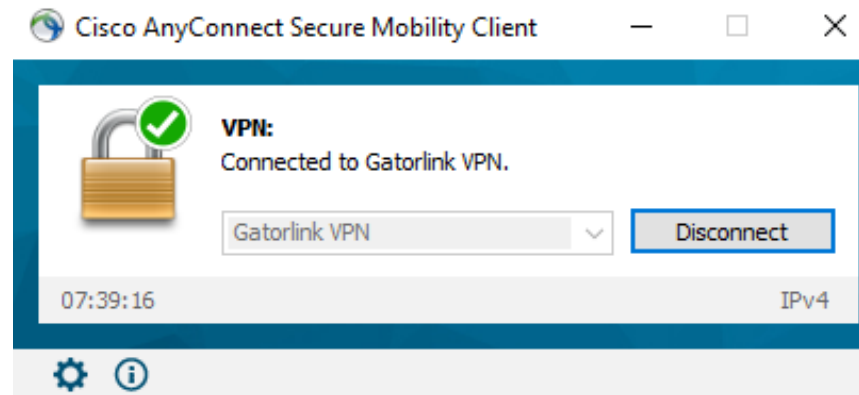 Cisco AnyConnect Secure Mobility Client
VPN:
Connected to Gatorlink VPN.
Gatorlink VPN
Disconnect
07:39:16
IPv4